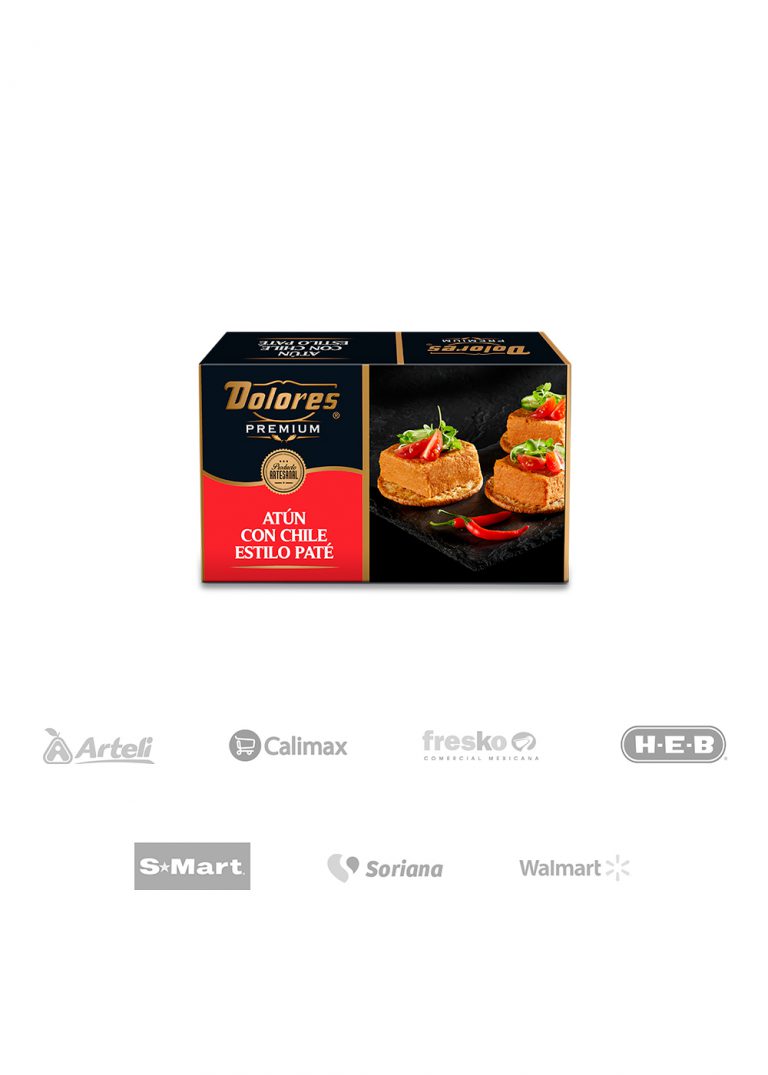 ATÚN
CON CHILE
ESTILO PATÉ
Dolores
PREMIUM
Dolores®
PREMIUM
Producto
ARTESANAL
ATÚN
CON CHILE
ESTILO PATÉ
Arteli
Calimax
fresko
COMERCIAL MEXICANA
H-E-B®
S★Mart
Soriana
Walmart